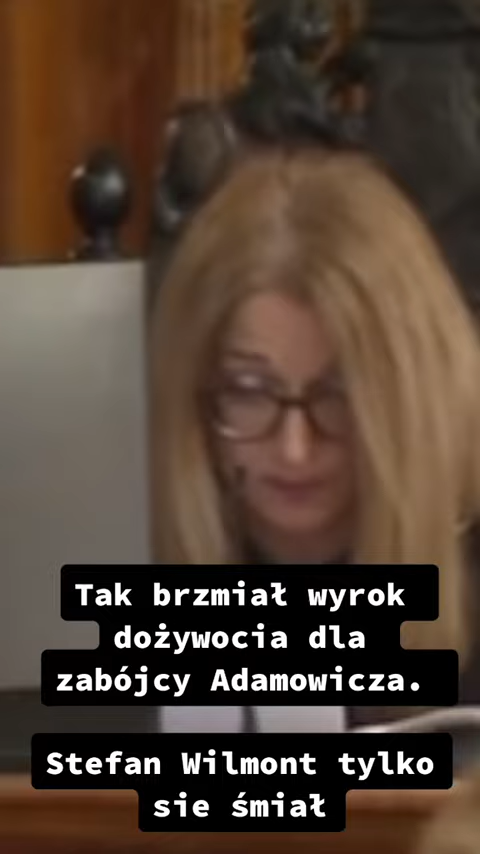 Tak brzmiał wyrok
dożywocia dla
zabójcy Adamowicza.
Stefan Wilmont tylko
sie śmiał